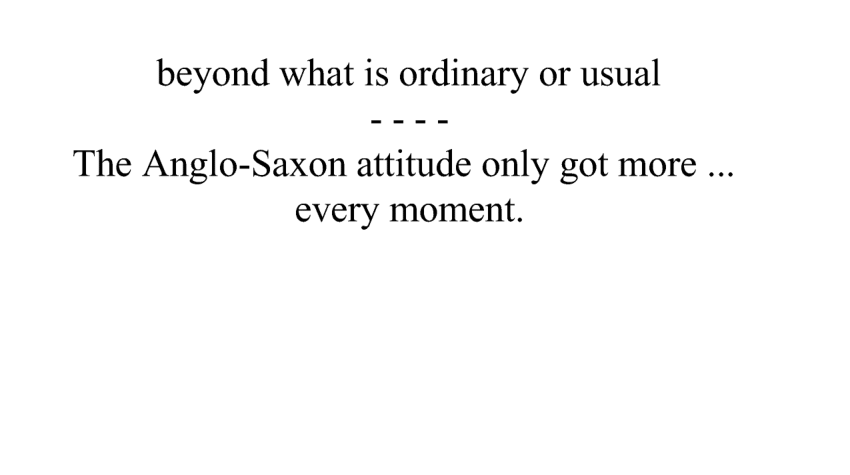 beyond what is ordinary or usual
- - - -
The Anglo-Saxon attitude only got more ...
every moment.